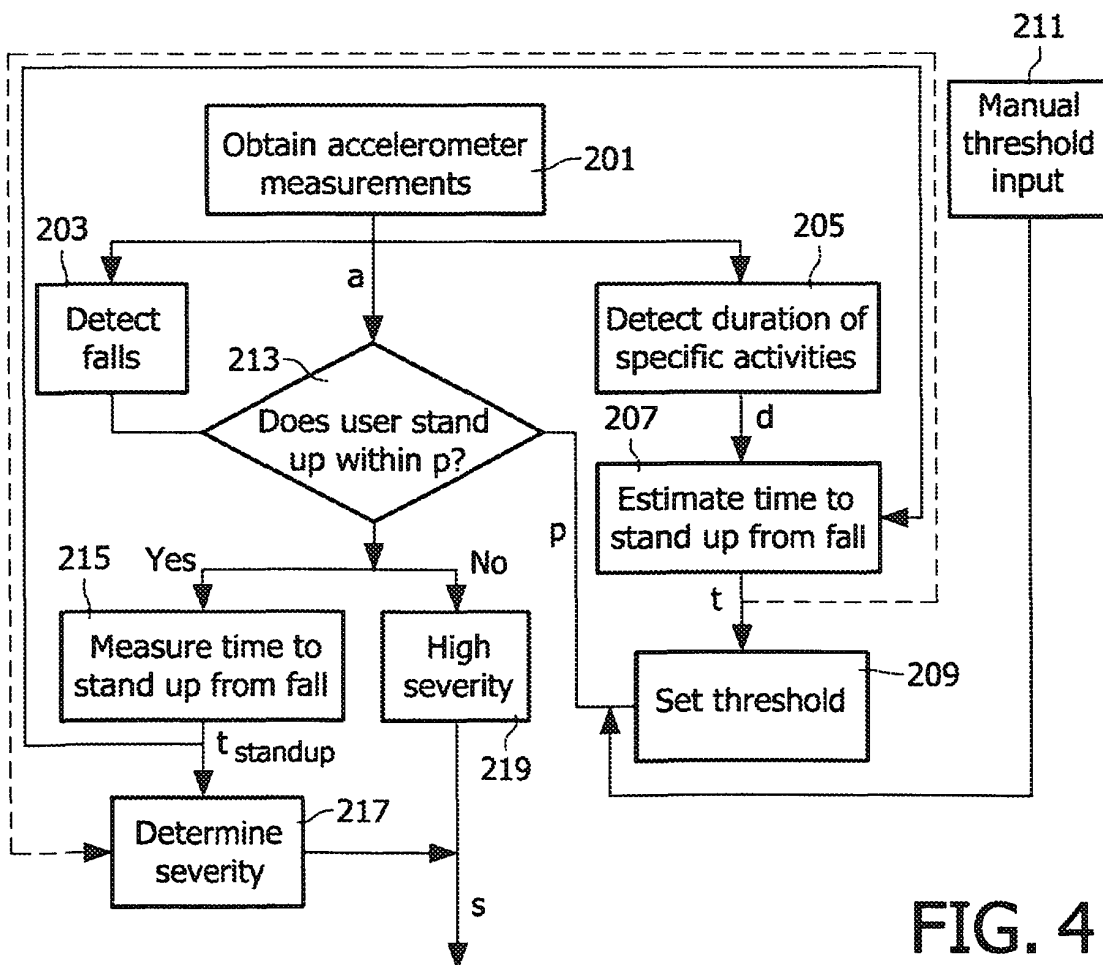 211
Manual
threshold
input
Obtain accelerometer
measurements
201
203
205
a
Detect
falls
Detect duration of
specific activities
213
Does user stand
up within p?
d
207
Estimate time to
stand up from fall
p
215
Yes
No
t
Measure time to
stand up from fall
High
severity
Set threshold
209
t standup
219
Determine
severity
217
s
FIG. 4